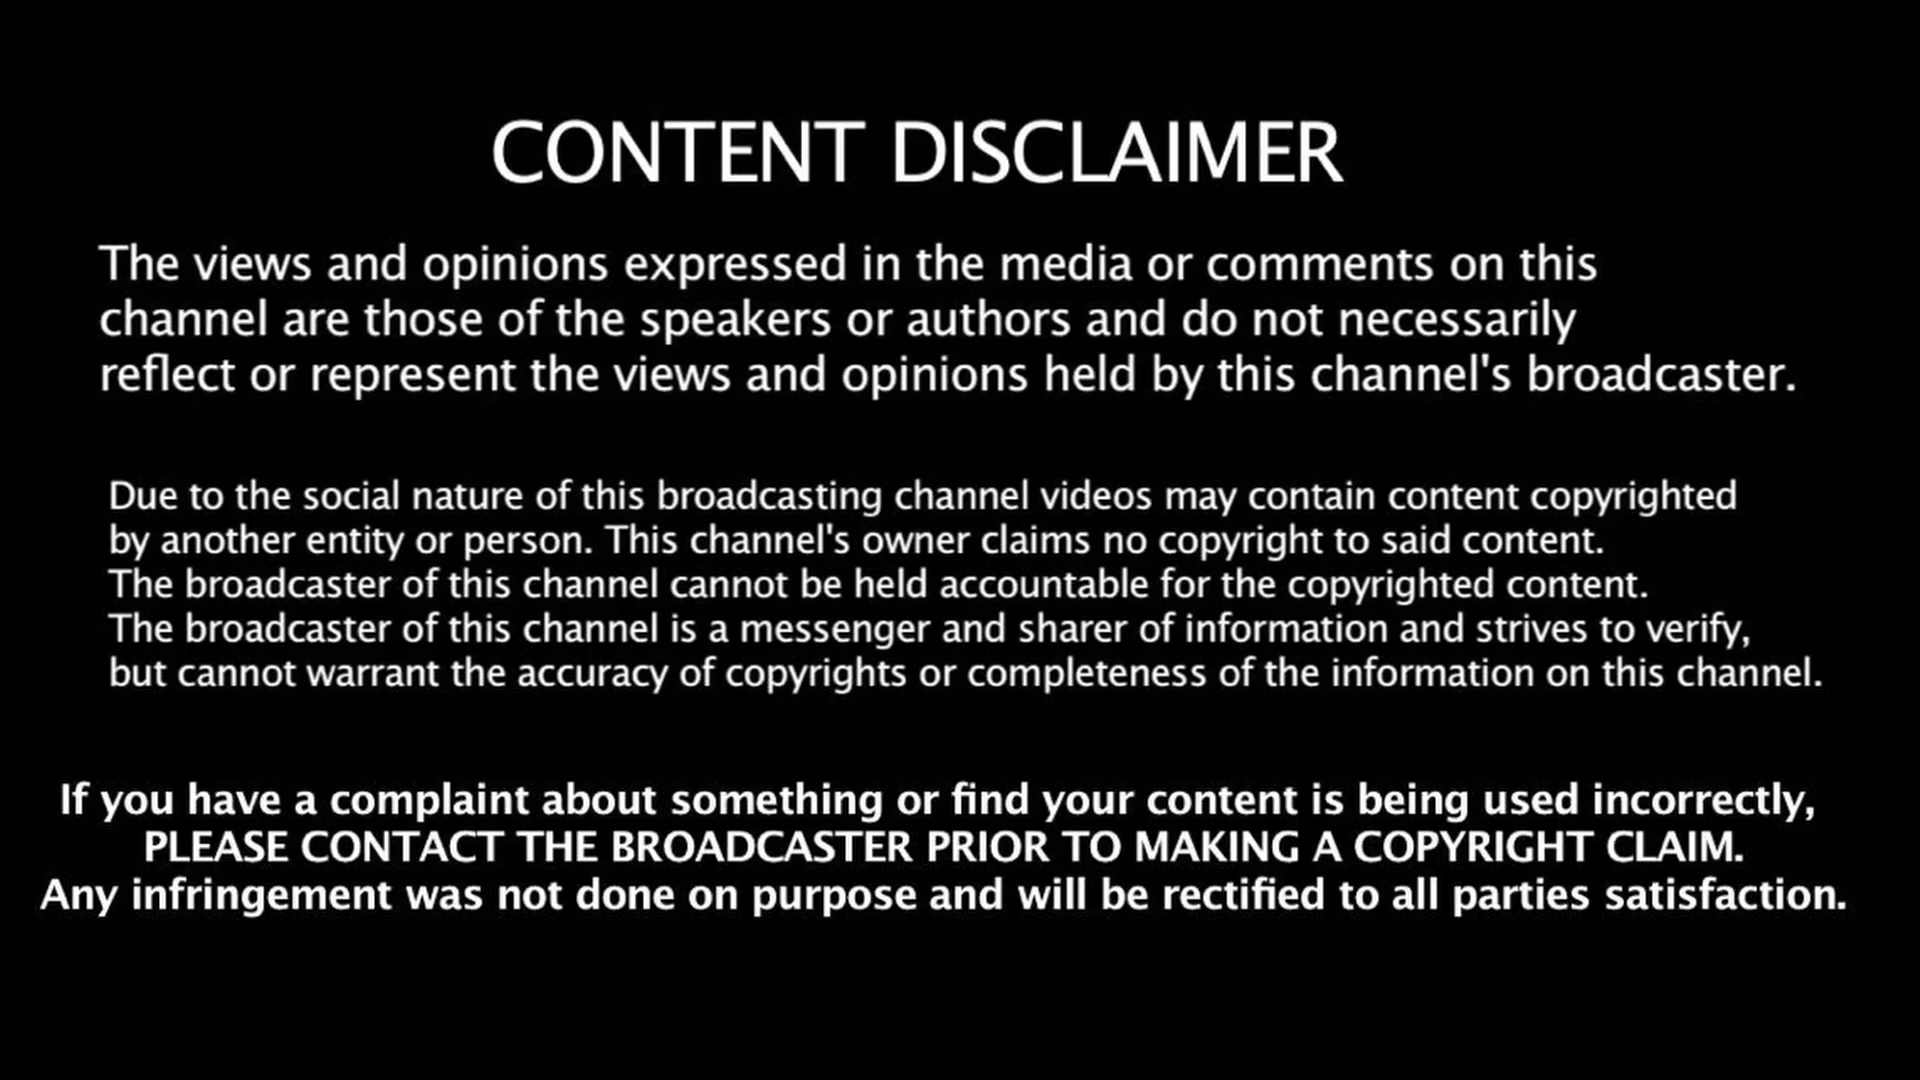 CONTENT DISCLAIMER
The views and opinions expressed in the media or comments on this
channel are those of the speakers or authors and do not necessarily
reflect or represent the views and opinions held by this channel's broadcaster.
Due to the social nature of this broadcasting channel videos may contain content copyrighted
by another entity or person. This channel's owner claims no copyright to said content.
The broadcaster of this channel cannot be held accountable for the copyrighted content.
The broadcaster of this channel is a messenger and sharer of information and strives to verify,
but cannot warrant the accuracy of copyrights or completeness of the information on this channel.
If you have a complaint about something or find your content is being used incorrectly,
PLEASE CONTACT THE BROADCASTER PRIOR TO MAKING A COPYRIGHT CLAIM.
Any infringement was not done on purpose and will be rectified to all parties satisfaction.